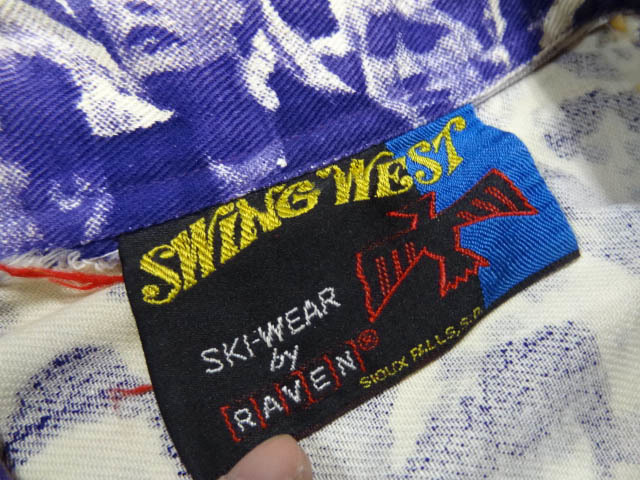 SWING WEST
SKI-WEAR
by
RAVEN®
SIOUX FALLS, S.D.